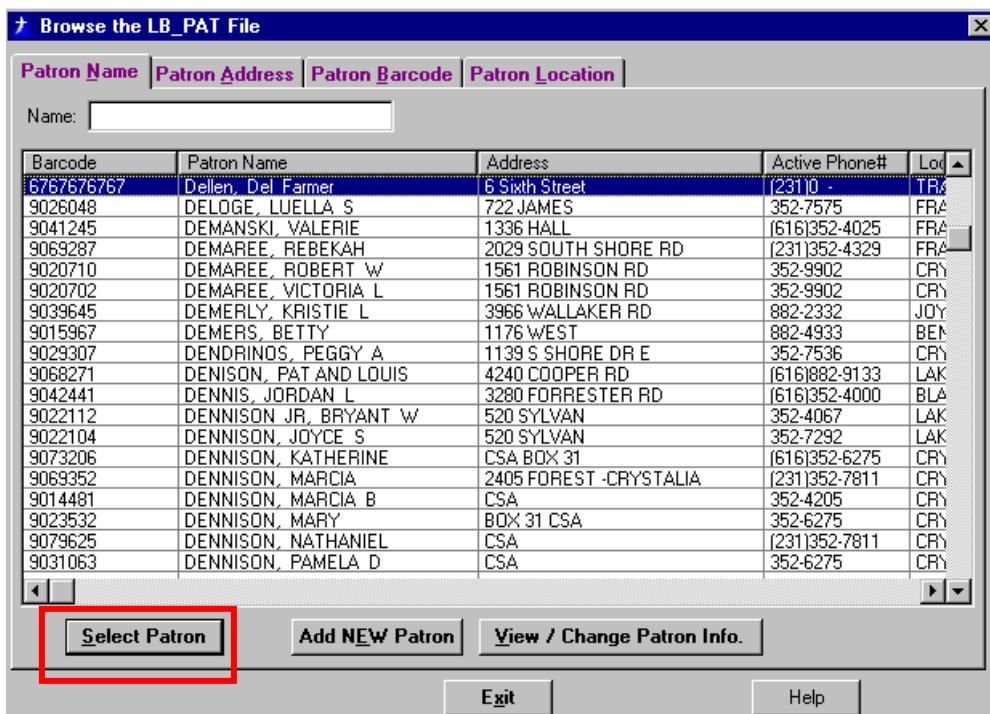 Browse the LB_PAT File
Patron Name Patron Address Patron Barcode Patron Location
Name:
Barcode Patron Name Address Active Phone# Loc
6767676767 Dellen, Del Farmer 6 Sixth Street (231)0 - TRA
9026048 DELOGE, LUELLA S 722 JAMES 352-7575 FRA
9041245 DEMANSKI, VALERIE 1336 HALL (616)352-4025 FRA
9069287 DEMAREE, REBEKAH 2029 SOUTH SHORE RD (231)352-4329 FRA
9020710 DEMAREE, ROBERT W 1561 ROBINSON RD 352-9902 CRY
9020702 DEMAREE, VICTORIA L 1561 ROBINSON RD 352-9902 CRY
9039645 DEMERLY, KRISTIE L 3966 WALLAKER RD 882-2332 JOY
9015967 DEMERS, BETTY 1176 WEST 882-4933 BEN
9029307 DENDRINOS, PEGGY A 1139 S SHORE DR E 352-7536 CRY
9068271 DENISON, PAT AND LOUIS 4240 COOPER RD (616)882-9133 LAK
9042441 DENNIS, JORDAN L 3280 FORRESTER RD (616)352-4000 BLA
9022112 DENNISON JR, BRYANT W 520 SYLVAN 352-4067 LAK
9022104 DENNISON, JOYCE S 520 SYLVAN 352-7292 LAK
9073206 DENNISON, KATHERINE CSA BOX 31 (616)352-6275 CRY
9069352 DENNISON, MARCIA 2405 FOREST -CRYSTALIA (231)352-7811 CRY
9014481 DENNISON, MARCIA B CSA 352-4205 CRY
9023532 DENNISON, MARY BOX 31 CSA 352-6275 CRY
9079625 DENNISON, NATHANIEL CSA (231)352-7811 CRY
9031063 DENNISON, PAMELA D CSA 352-6275 CRY
Select Patron Add NEW Patron View / Change Patron Info.
Exit Help